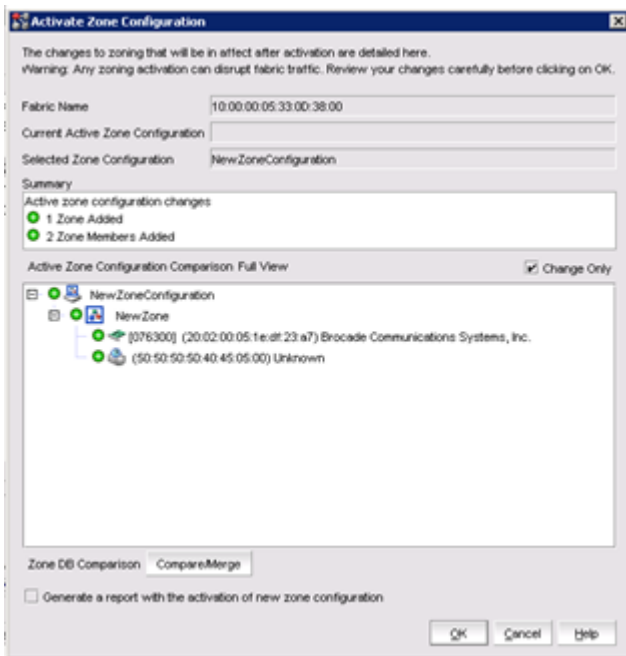 Activate Zone Configuration
The changes to zoning that will be in affect after activation are detailed here.
Warning: Any zoning activation can disrupt fabric traffic. Review your changes carefully before clicking on OK.
Fabric Name 10:00:00:05:33:0D:38:00
Current Active Zone Configuration
Selected Zone Configuration NewZoneConfiguration
Summary
Active zone configuration changes
1 Zone Added
2 Zone Members Added
Active Zone Configuration Comparison Full View Change Only
NewZoneConfiguration
NewZone
[076300] (20:02:00:05:1e:df:23:a7) Brocade Communications Systems, Inc.
(50:50:50:50:40:45:05:00) Unknown
Zone DB Comparison Compare/Merge
Generate a report with the activation of new zone configuration
OK Cancel Help